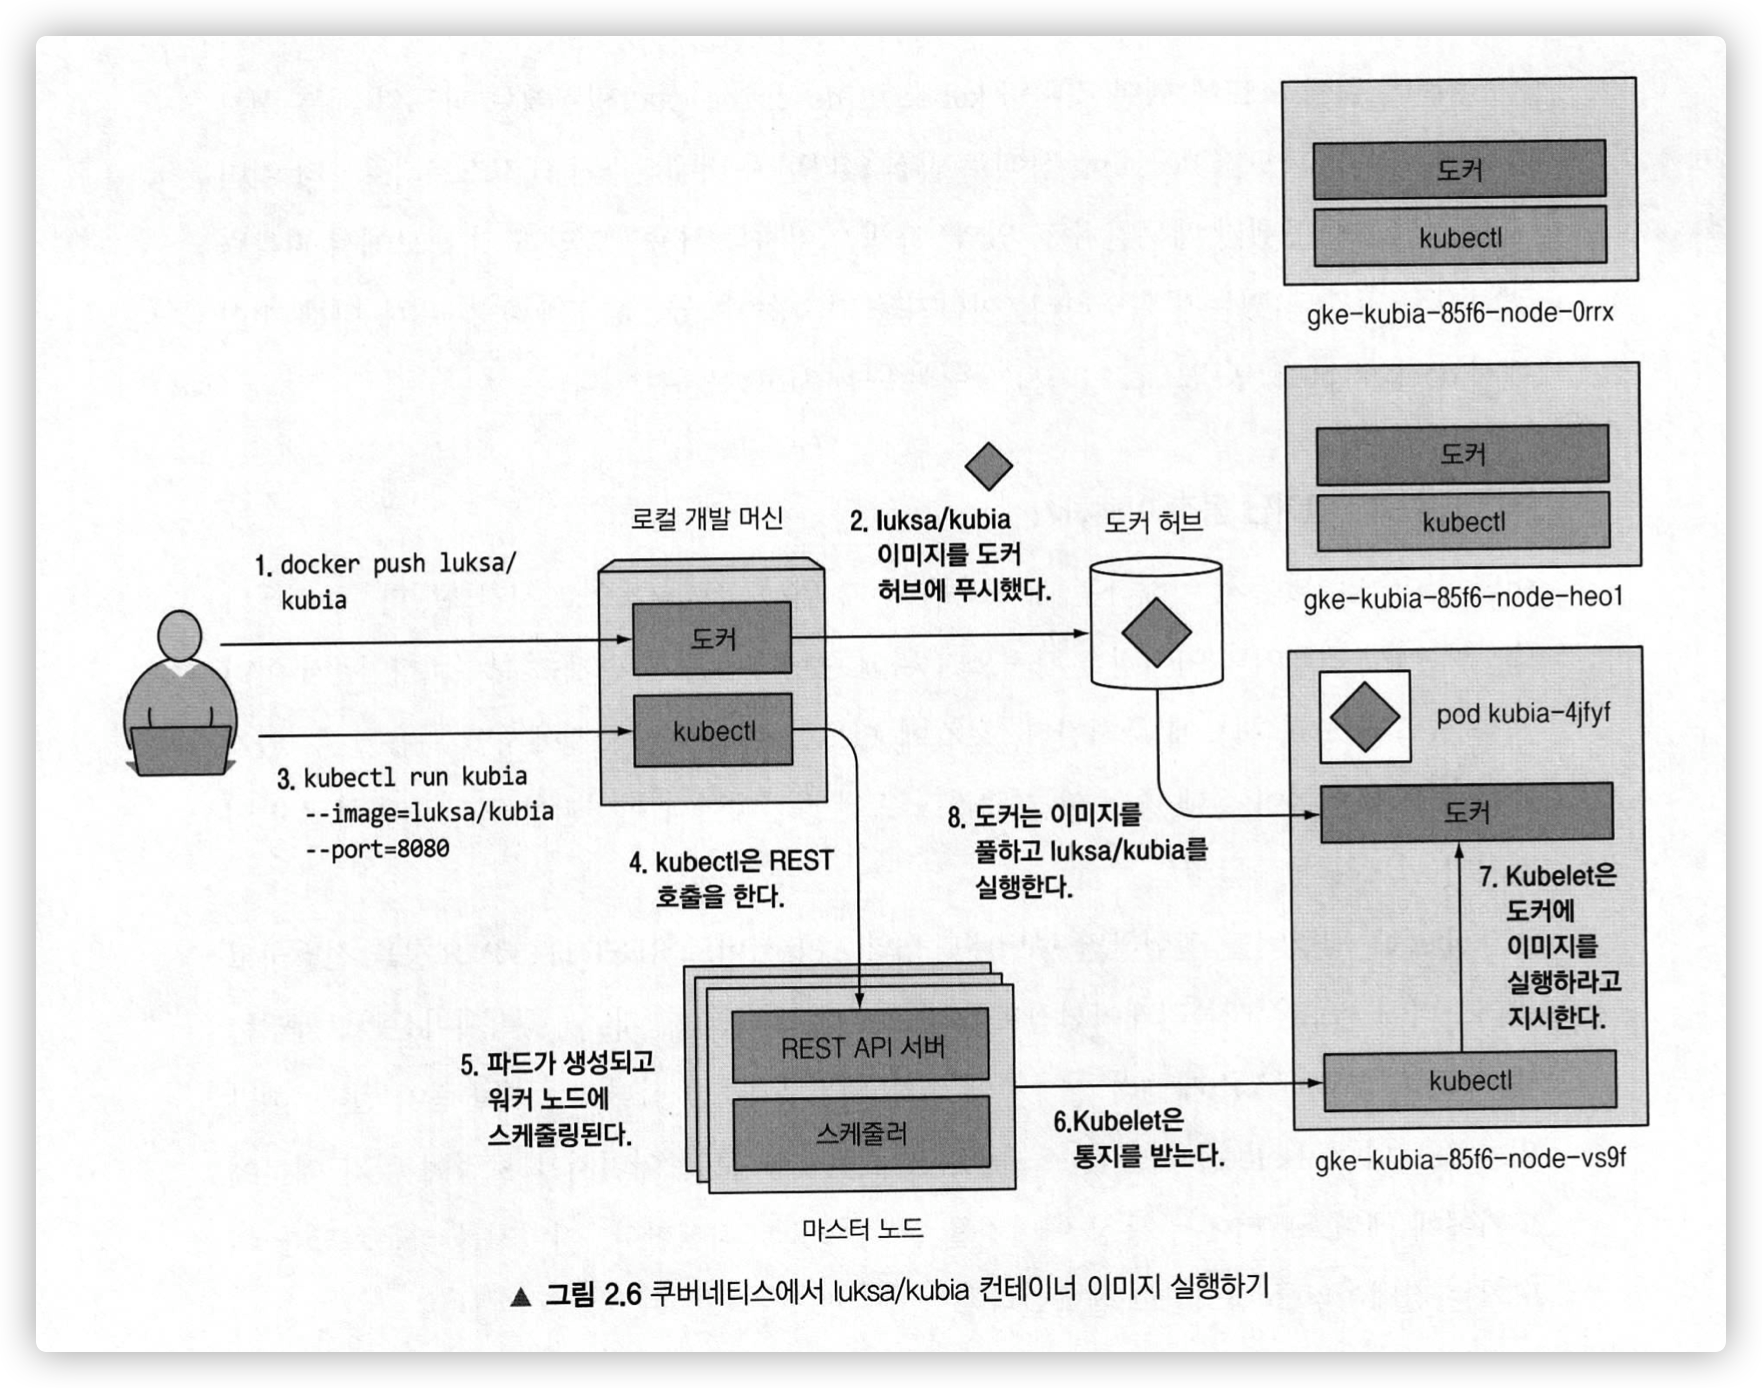 도커
kubectl
gke-kubia-85f6-node-0rrx
도커
kubectl
gke-kubia-85f6-node-heo1
로컬 개발 머신
2. luksa/kubia
이미지를 도커
허브에 푸시했다.
도커 허브
1. docker push luksa/
kubia
도커
kubectl
3. kubectl run kubia
--image=luksa/kubia
--port=8080
4. kubectl은 REST
호출을 한다.
8. 도커는 이미지를
풀하고 luksa/kubia를
실행한다.
pod kubia-4jfyf
도커
7. Kubelet은
도커에
이미지를
실행하라고
지시한다.
kubectl
gke-kubia-85f6-node-vs9f
5. 파드가 생성되고
워커 노드에
스케줄링된다.
REST API 서버
스케줄러
6.Kubelet은
통지를 받는다.
마스터 노드
▲ 그림 2.6 쿠버네티스에서 luksa/kubia 컨테이너 이미지 실행하기